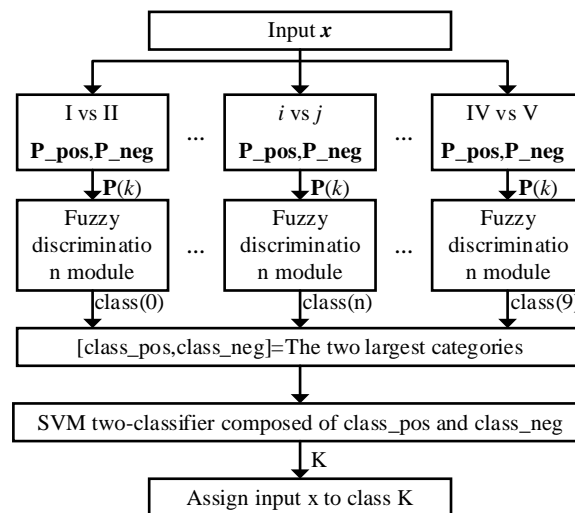 Input x
I vs II
i vs j
IV vs V
...
...
P_pos,P_neg
P_pos,P_neg
P_pos,P_neg
P(k)
P(k)
P(k)
Fuzzy
discriminatio
n module
...
Fuzzy
discriminatio
n module
...
Fuzzy
discriminatio
n module
class(0)
class(n)
class(9)
[class_pos,class_neg]=The two largest categories
SVM two-classifier composed of class_pos and class_neg
K
Assign input x to class K